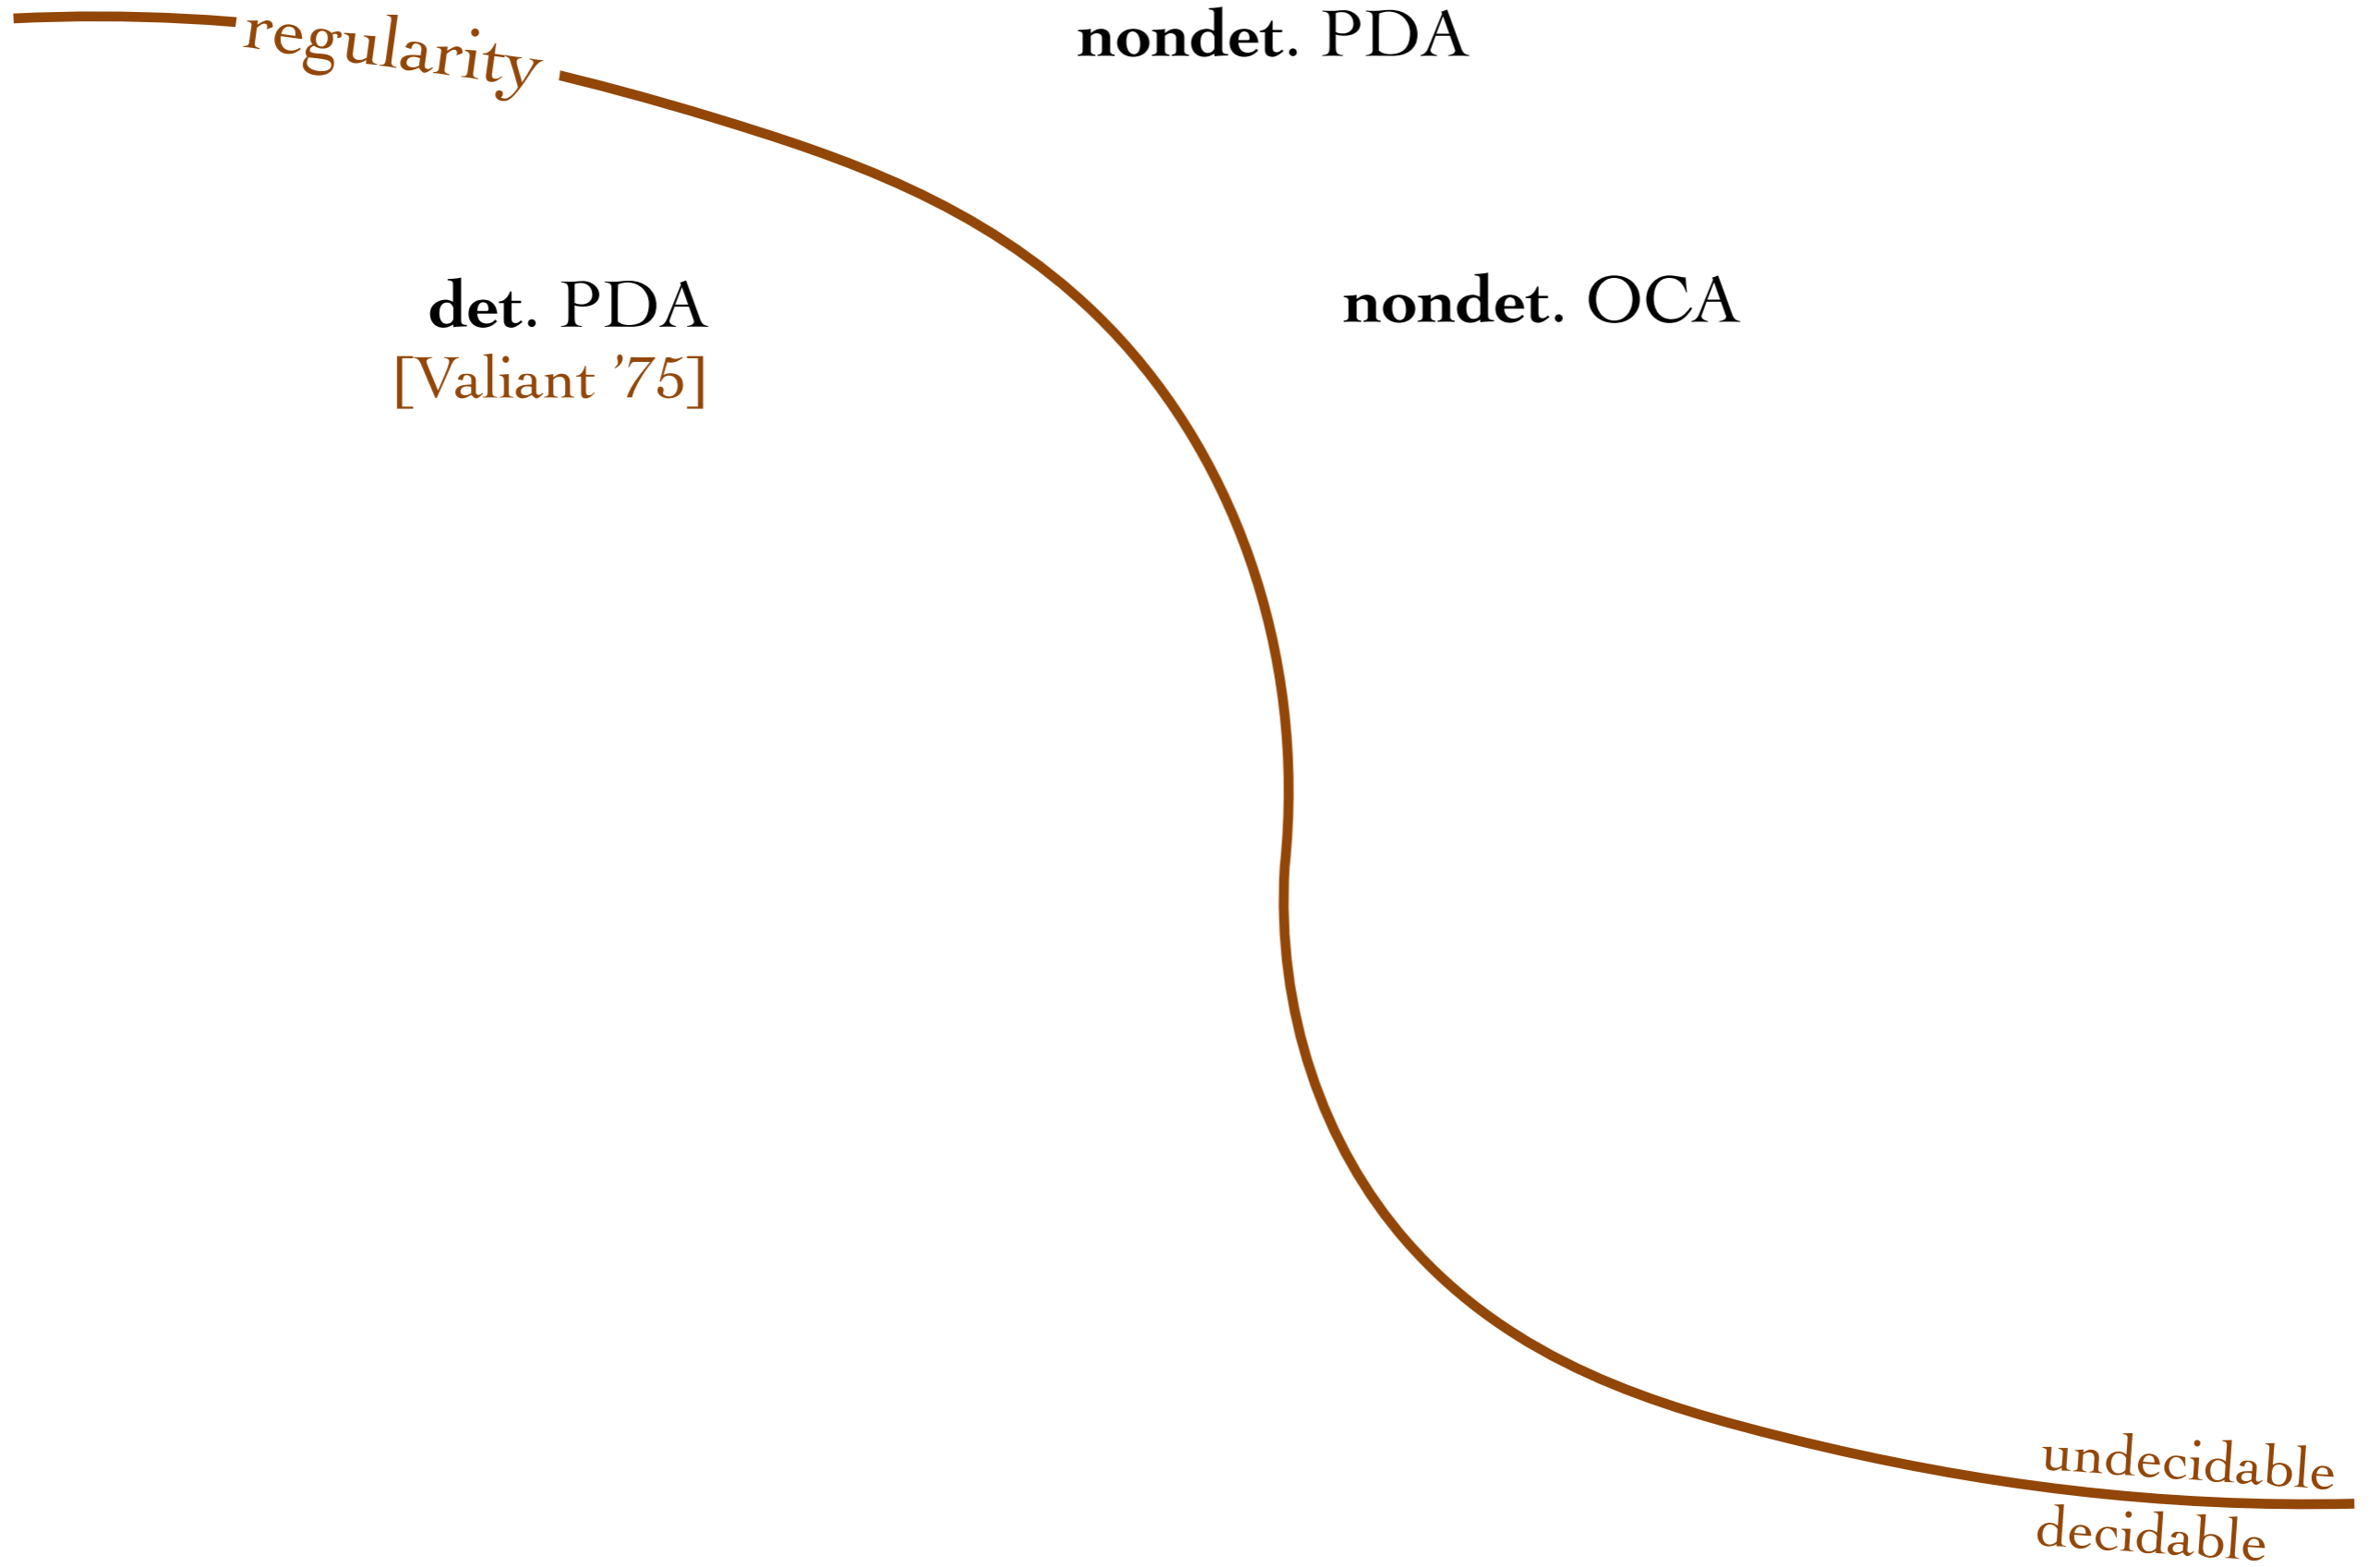 regularity
nondet. PDA
det. PDA
[Valiant ’75]
nondet. OCA
undecidable
decidable